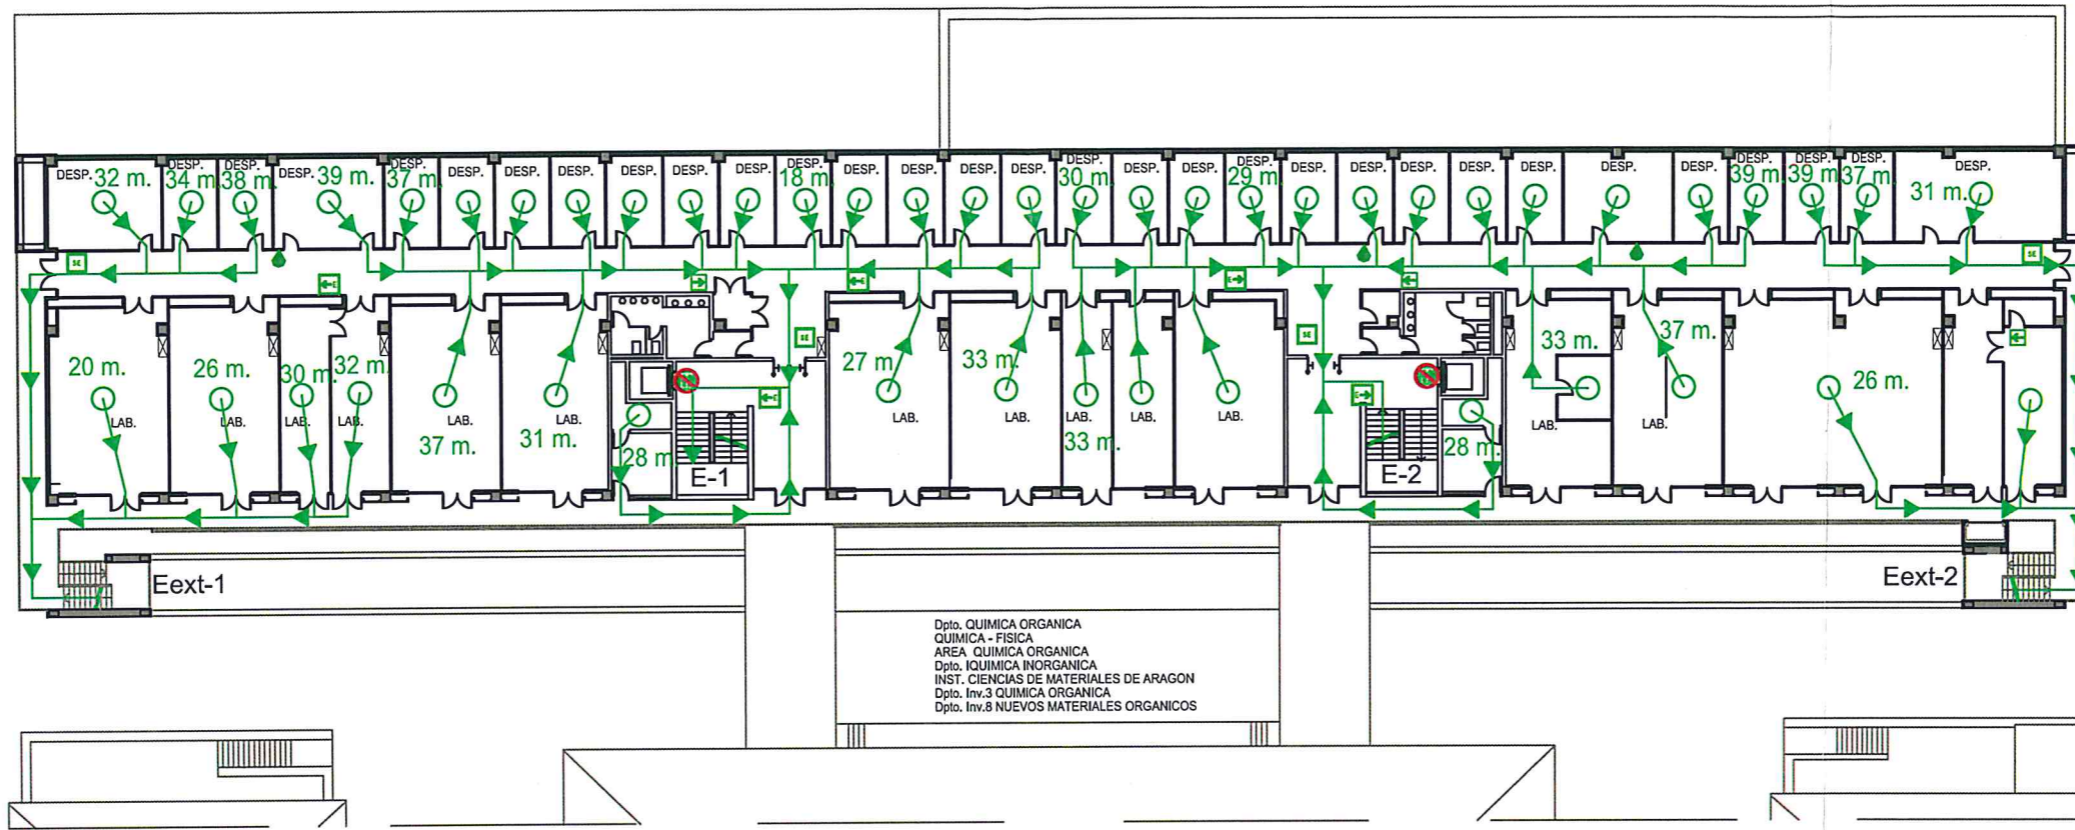 DESP. 32 m.
DESP. 34 m
DESP. 38 m.
DESP. 39 m.
DESP. 37 m.
DESP.
DESP.
DESP.
DESP.
DESP.
DESP.
DESP. 18 m.
DESP.
DESP.
DESP.
DESP.
DESP. 30 m.
DESP.
DESP.
DESP. 29 m.
DESP.
DESP.
DESP.
DESP.
DESP.
DESP.
DESP.
DESP. 39 m.
DESP. 39 m
DESP. 37 m.
DESP. 31 m.
SE
E
E
E
E
SE
20 m.
LAB.
26 m.
LAB.
30 m.
LAB.
32 m.
LAB.
LAB.
37 m.
LAB.
31 m.
28 m.
E-1
SE
E
27 m
LAB.
33 m.
LAB.
LAB.
33 m.
LAB.
LAB.
SE
E
E-2
28 m.
33 m.
LAB.
37 m.
LAB.
26 m.
Eext-1
Eext-2
Dpto. QUIMICA ORGANICA
QUIMICA - FISICA
AREA QUIMICA ORGANICA
Dpto. IQUIMICA INORGANICA
INST. CIENCIAS DE MATERIALES DE ARAGON
Dpto. Inv.3 QUIMICA ORGANICA
Dpto. Inv.8 NUEVOS MATERIALES ORGANICOS